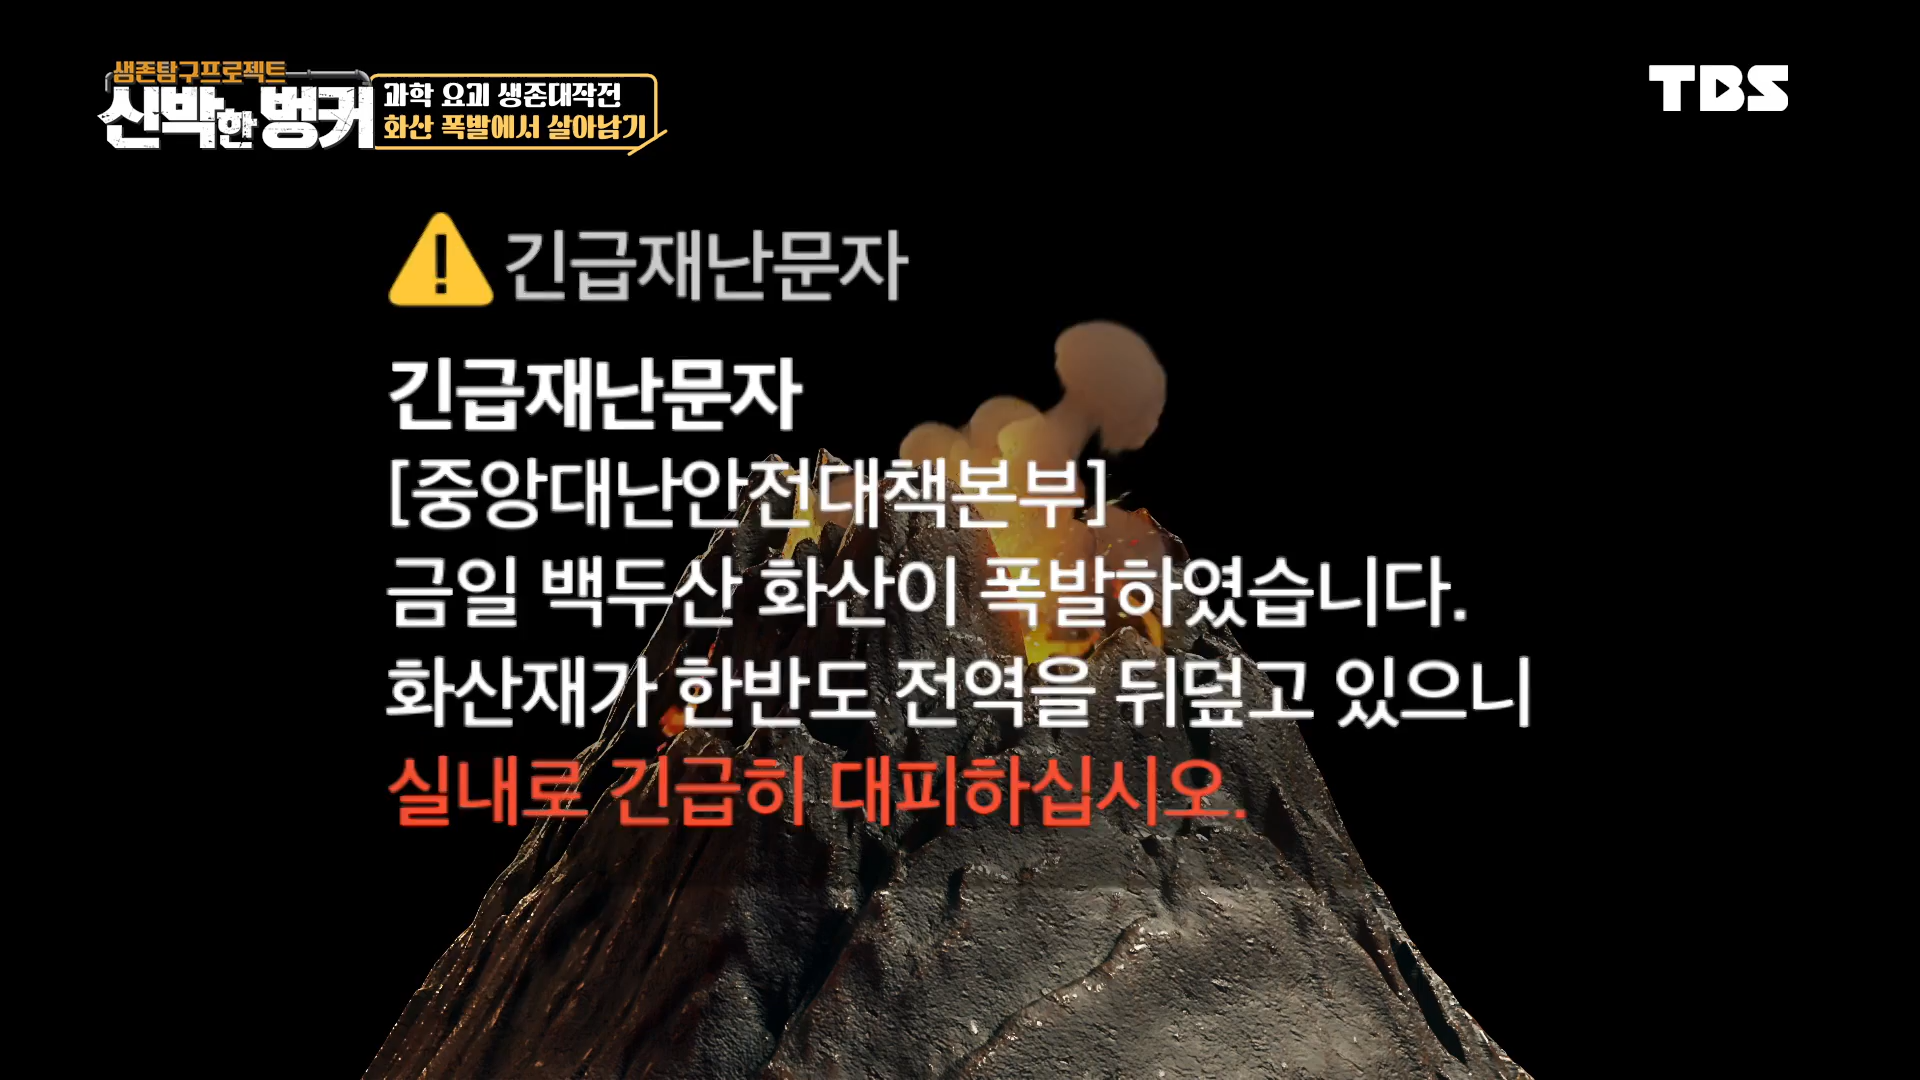 생존탐구프로젝트
신박한 벙커
과학 요괴 생존대작전
화산 폭발에서 살아남기
TBS
긴급재난문자
긴급재난문자
[중앙대난안전대책본부]
금일 백두산 화산이 폭발하였습니다.
화산재가 한반도 전역을 뒤덮고 있으니
실내로 긴급히 대피하십시오.